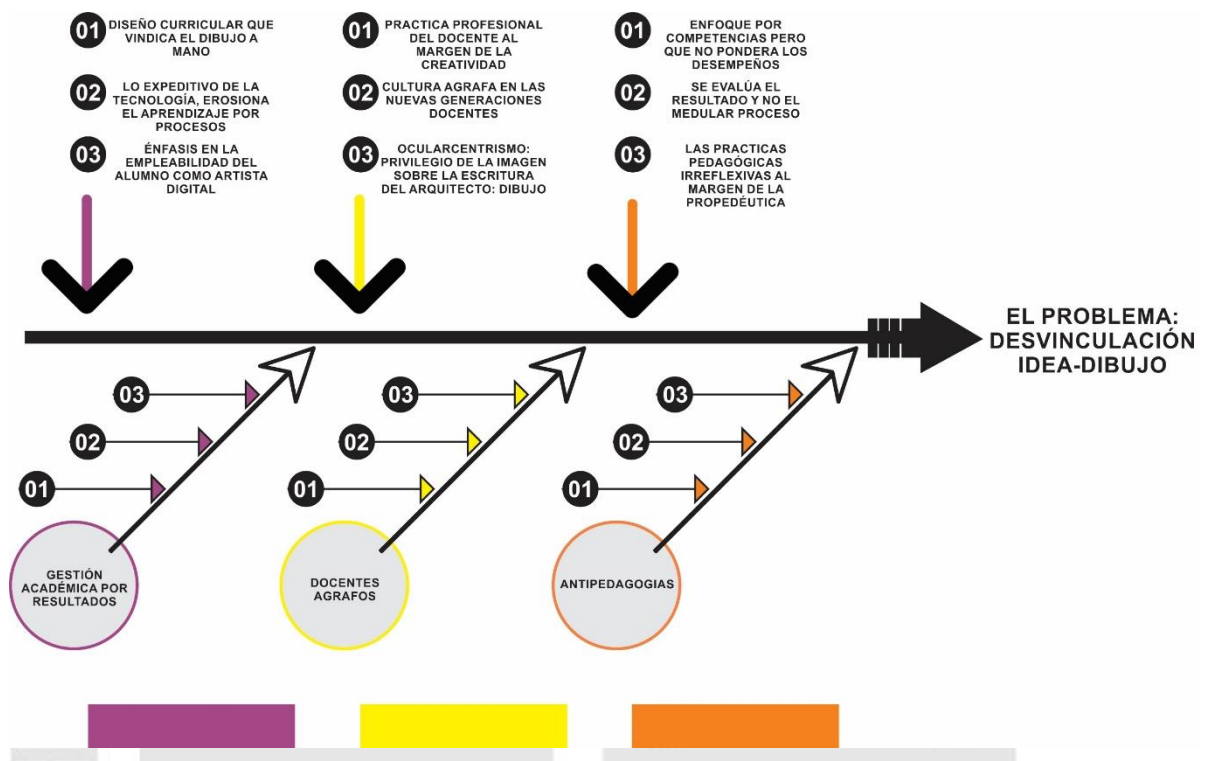 01 DISEÑO CURRICULAR QUE
VINDICA EL DIBUJO A
MANO
02 LO EXPEDITIVO DE LA
TECNOLOGÍA, EROSIONA
EL APRENDIZAJE POR
PROCESOS
03 ÉNFASIS EN LA
EMPLEABILIDAD DEL
ALUMNO COMO ARTISTA
DIGITAL
01 PRACTICA PROFESIONAL
DEL DOCENTE AL
MARGEN DE LA
CREATIVIDAD
02 CULTURA AGRAFA EN LAS
NUEVAS GENERACIONES
DOCENTES
03 OCULARCENTRISMO:
PRIVILEGIO DE LA IMAGEN
SOBRE LA ESCRITURA
DEL ARQUITECTO: DIBUJO
01 ENFOQUE POR
COMPETENCIAS PERO
QUE NO PONDERA LOS
DESEMPEÑOS
02 SE EVALÚA EL
RESULTADO Y NO EL
MEDULAR PROCESO
03 LAS PRACTICAS
PEDAGÓGICAS
IRREFLEXIVAS AL
MARGEN DE LA
PROPEDÉUTICA
EL PROBLEMA:
DESVINCULACIÓN
IDEA-DIBUJO
03
02
01
GESTIÓN
ACADÉMICA POR
RESULTADOS
03
02
01
DOCENTES
AGRAFOS
03
02
01
ANTIPEDAGOGIAS